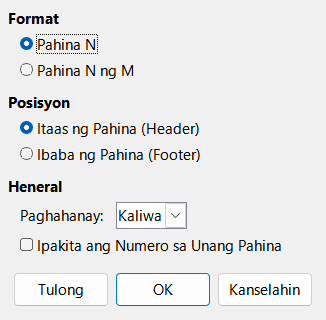 Format
Pahina N
Pahina N ng M
Posisyon
Itaas ng Pahina (Header)
Ibaba ng Pahina (Footer)
Heneral
Paghahanay: Kaliwa
Ipakita ang Numero sa Unang Pahina
Tulong OK Kanselahin